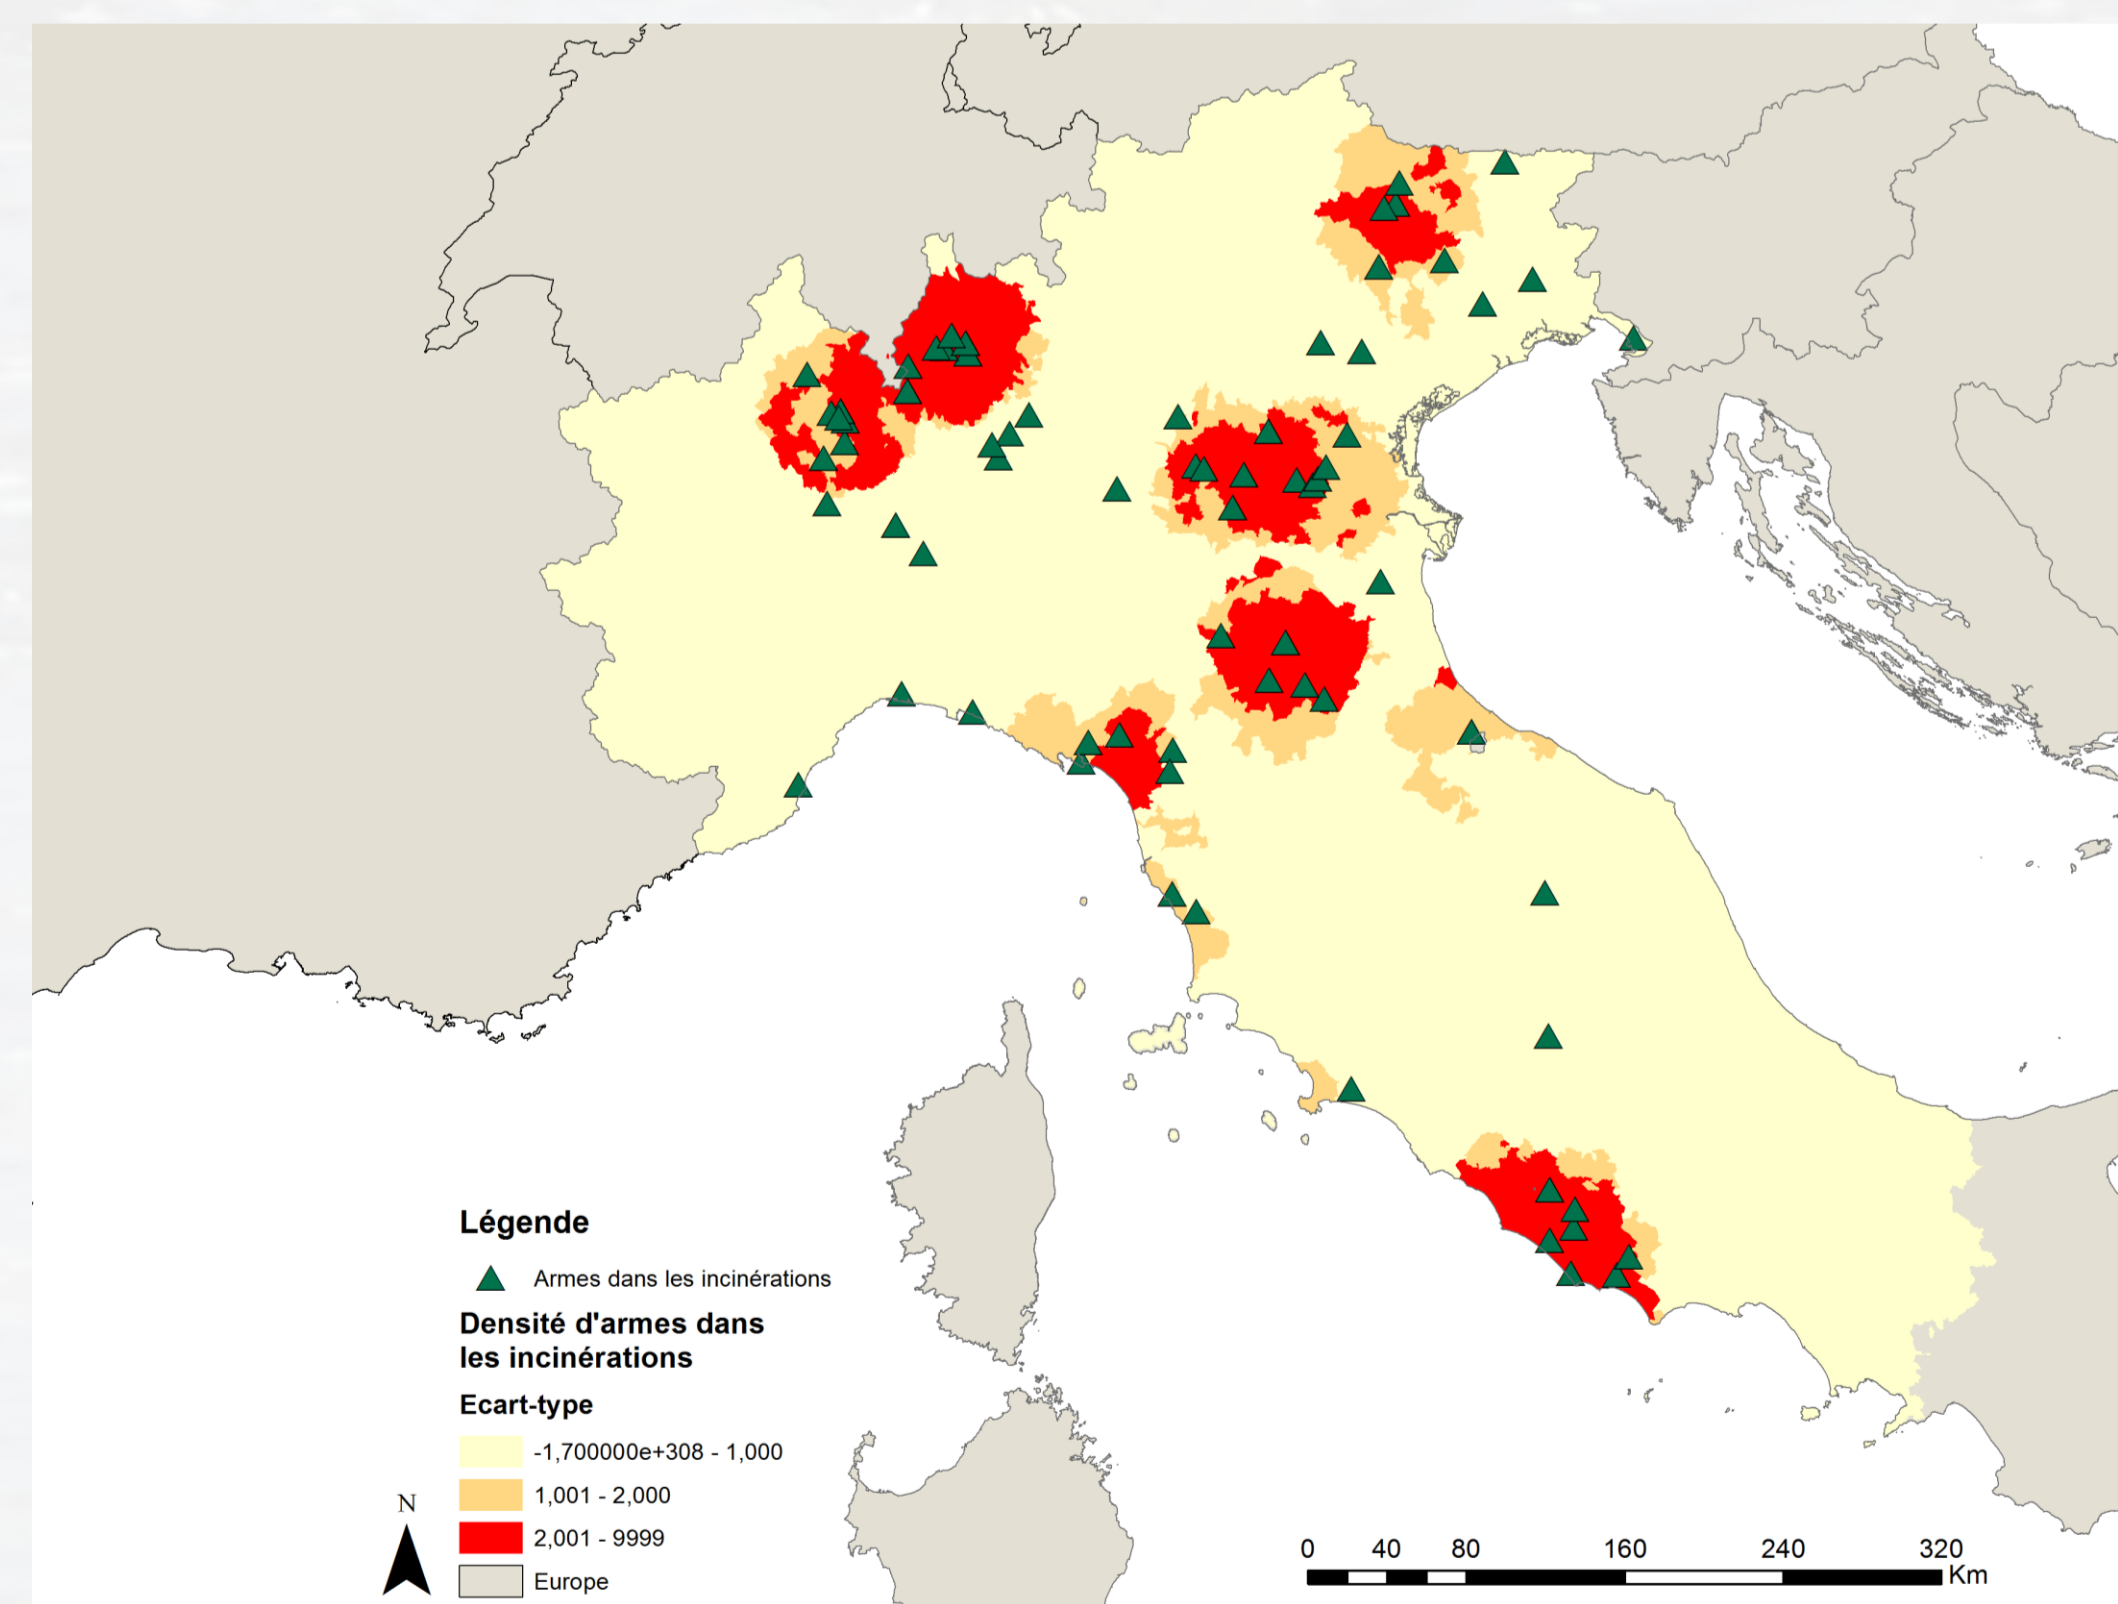 Légende
Armes dans les incinérations
Densité d'armes dans
les incinérations
Ecart-type
-1,700000e+308 - 1,000
1,001 - 2,000
2,001 - 9999
Europe
N
0 40 80 160 240 320
Km